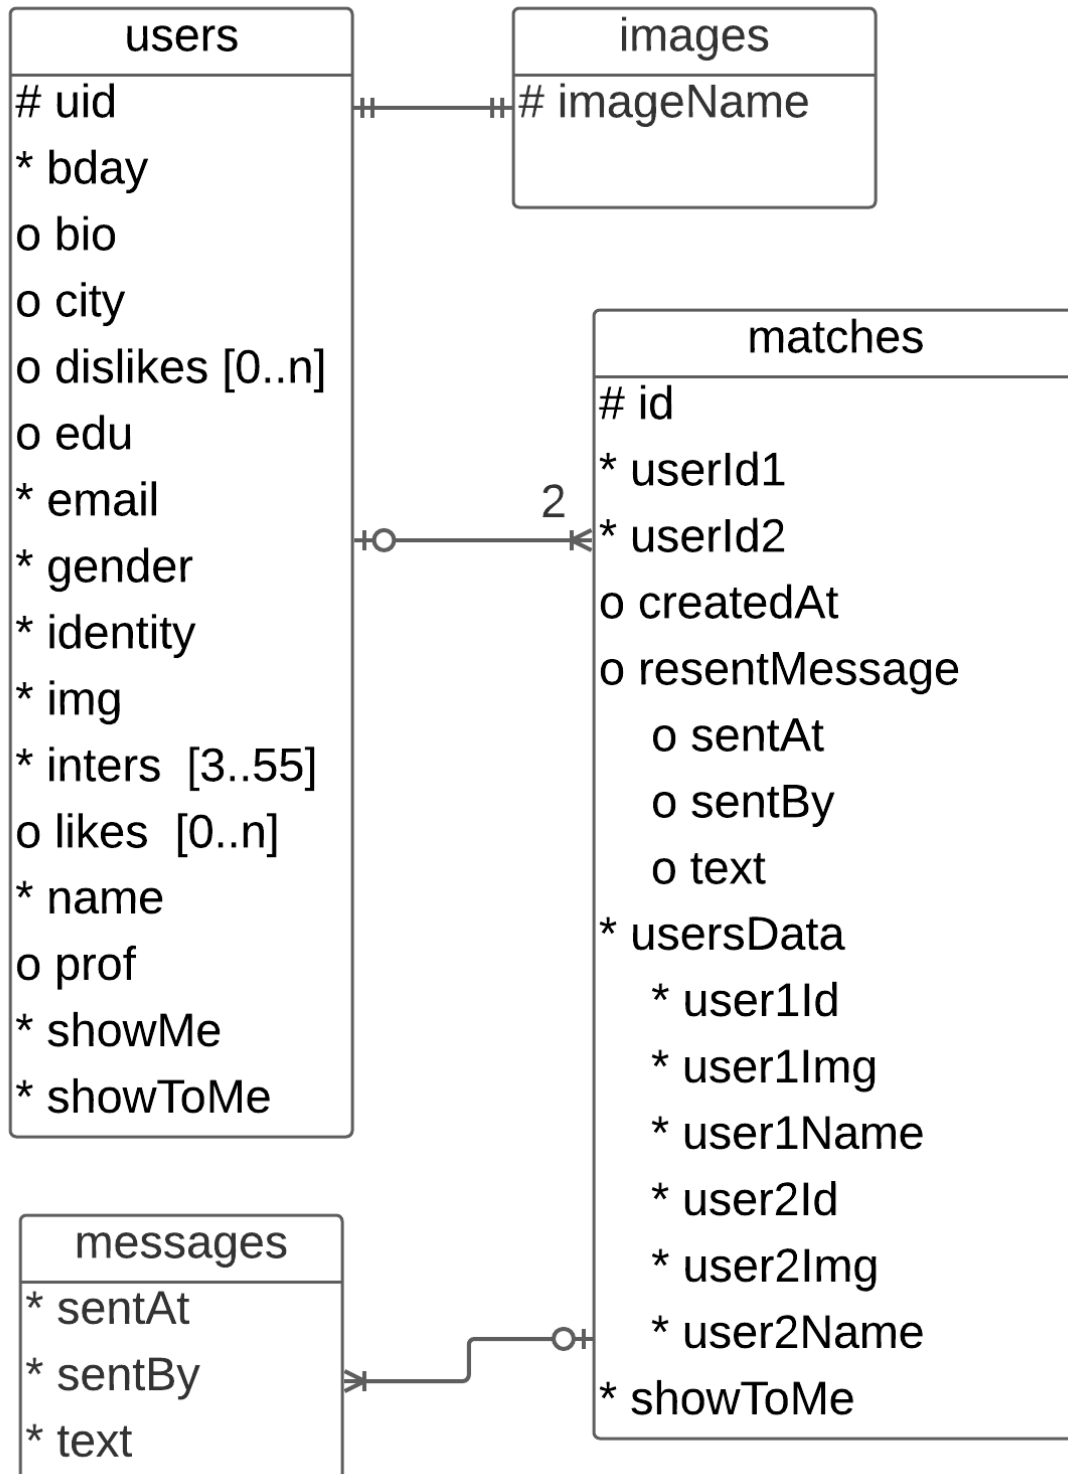 users
# uid
* bday
o bio
o city
o dislikes [0..n]
o edu
* email
* gender
* identity
* img
* inters [3..55]
o likes [0..n]
* name
o prof
* showMe
* showToMe
images
# imageName
2
matches
# id
* userId1
* userId2
o createdAt
o resentMessage
o sentAt
o sentBy
o text
* usersData
* user1Id
* user1Img
* user1Name
* user2Id
* user2Img
* user2Name
* showToMe
messages
* sentAt
* sentBy
* text